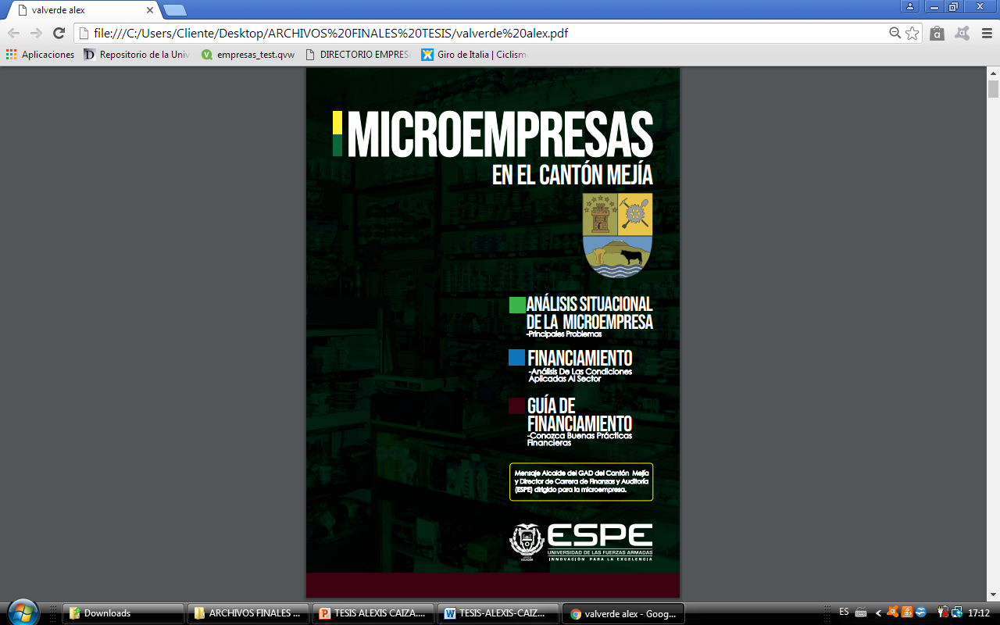 valverde alex
file:///C:/Users/Cliente/Desktop/ARCHIVOS%20FINALES%20TESIS/valverde%20alex.pdf
Aplicaciones
Repositorio de la Univ
empresas_test.qvw
DIRECTORIO EMPRES
Giro de Italia | Ciclism
MICROEMPRESAS
EN EL CANTÓN MEJÍA
ANÁLISIS SITUACIONAL
DE LA MICROEMPRESA
-Principales Problemas
FINANCIAMIENTO
-Análisis De Las Condiciones
Aplicadas Al Sector
GUÍA DE
FINANCIAMIENTO
-Conozca Buenas Prácticas
Financieras
Mensaje Alcalde del GAD del Cantón Mejía
y Director de Carrera de Finanzas y Auditoría
(ESPE) dirigido para la microempresa.
ESPE
UNIVERSIDAD DE LAS FUERZAS ARMADAS
INNOVACIÓN PARA LA EXCELENCIA
ECUADOR
Downloads
ARCHIVOS FINALES ...
TESIS ALEXIS CAIZA....
TESIS-ALEXIS-CAIZ...
valverde alex - Goog...
ES
17:12